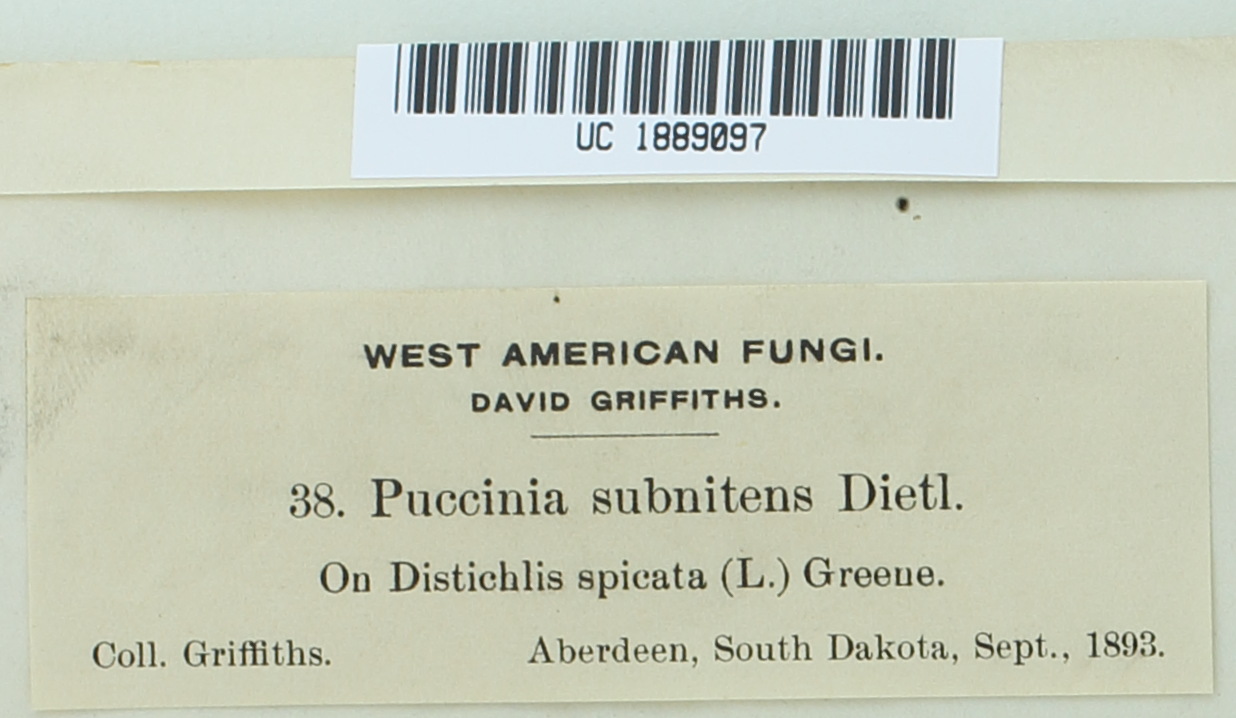 UC 1889097
WEST AMERICAN FUNGI.
DAVID GRIFFITHS.
38. Puccinia subnitens Dietl.
On Distichlis spicata (L.) Greeue.
Coll. Griffiths. Aberdeen, South Dakota, Sept., 1893.